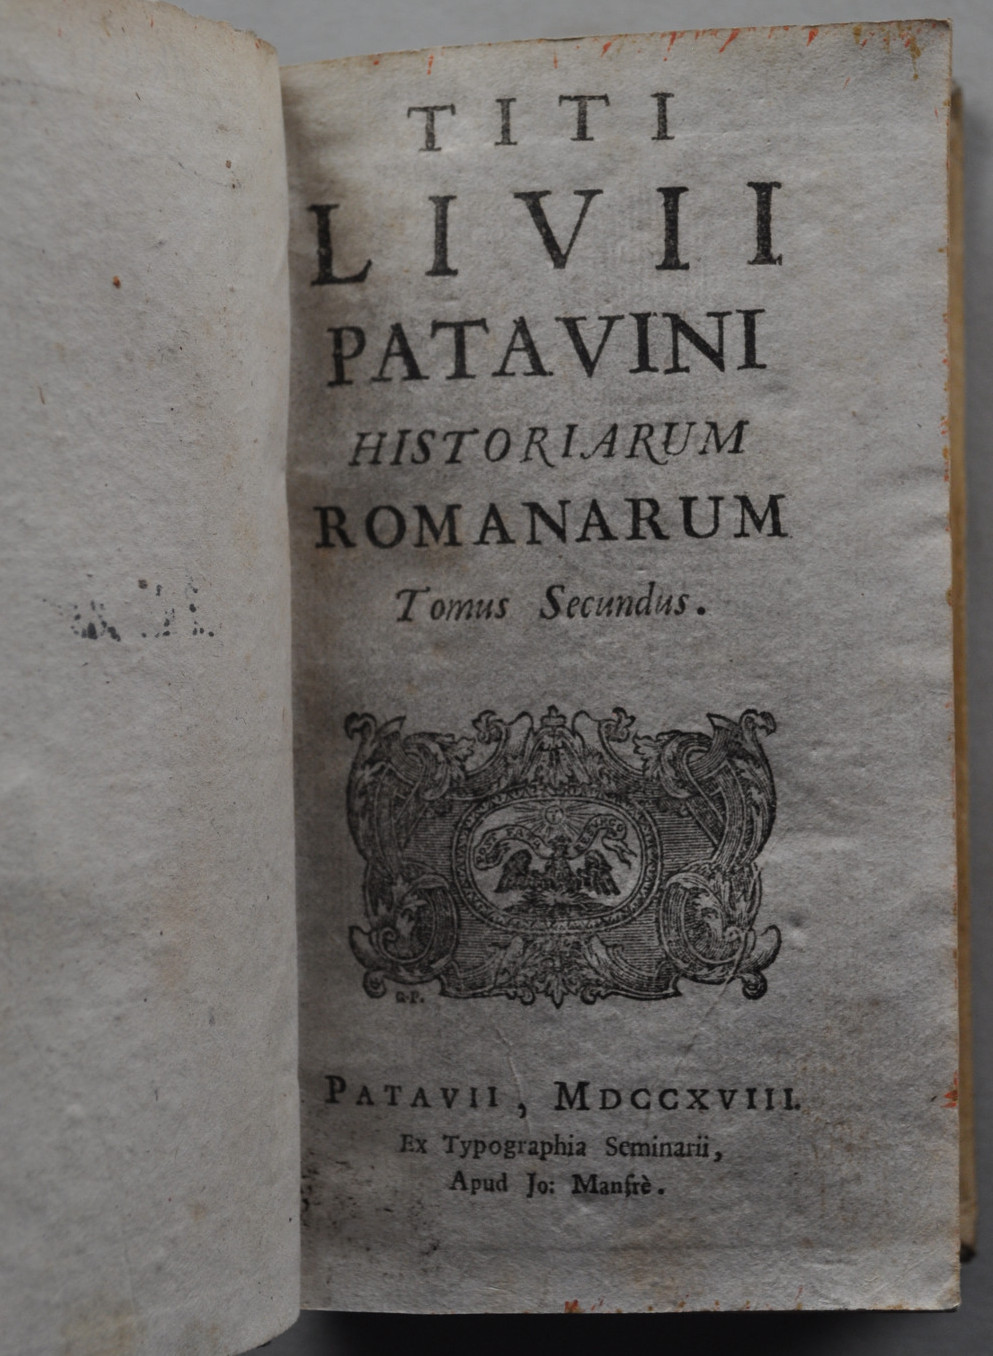 TITI
LIVII
PATAVINI
HISTORIARUM
ROMANARUM
Tomus Secundus.
G.P.
PATAVII, MDCCXVIII.
Ex Typographia Seminarii,
Apud Jo: Manfrè.